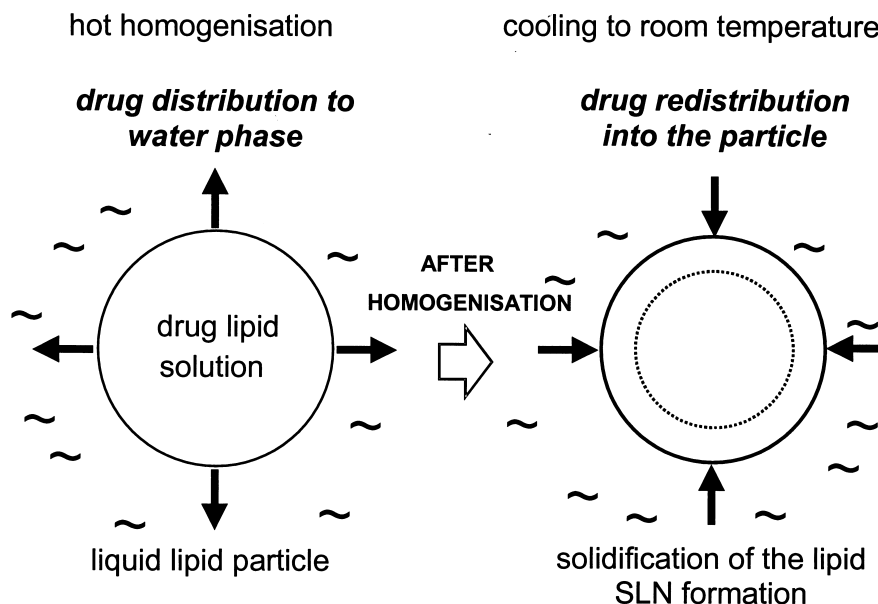 hot homogenisation
cooling to room temperature
drug distribution to
water phase
drug redistribution
into the particle
AFTER
HOMOGENISATION
drug lipid
solution
liquid lipid particle
solidification of the lipid
SLN formation